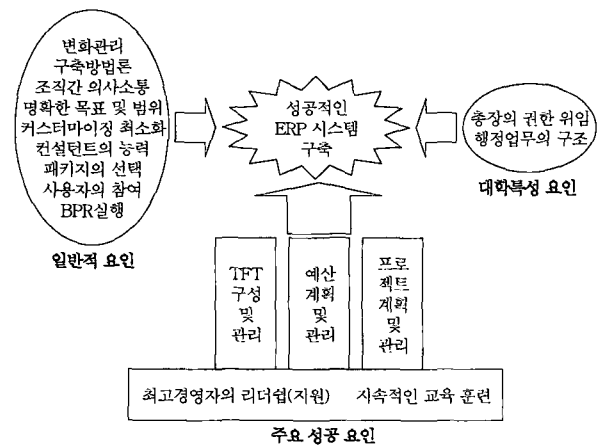 변화관리
구축방법론
조직간 의사소통
명확한 목표 및 범위
커스터마이징 최소화
컨설턴트의 능력
패키지의 선택
사용자의 참여
BPR실행
일반적 요인
성공적인
ERP 시스템
구축
총장의 권한 위임
행정업무의 구조
대학특성 요인
TFT
구성
및
관리
예산
계획
및
관리
프로
젝트
계획
및
관리
최고경영자의 리더쉽(지원) 지속적인 교육 훈련
주요 성공 요인